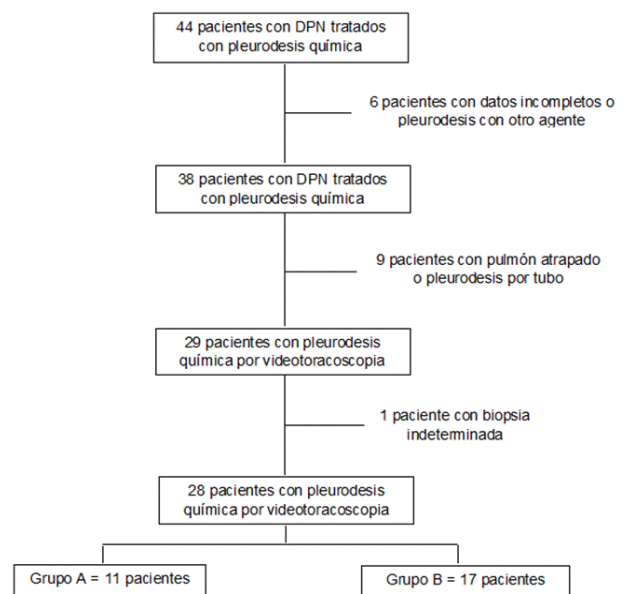 44 pacientes con DPN tratados
con pleurodesis química
6 pacientes con datos incompletos o
pleurodesis con otro agente
38 pacientes con DPN tratados
con pleurodesis química
9 pacientes con pulmón atrapado
o pleurodesis por tubo
29 pacientes con pleurodesis
química por videotoracoscopia
1 paciente con biopsia
indeterminada
28 pacientes con pleurodesis
química por videotoracoscopia
Grupo A = 11 pacientes
Grupo B = 17 pacientes